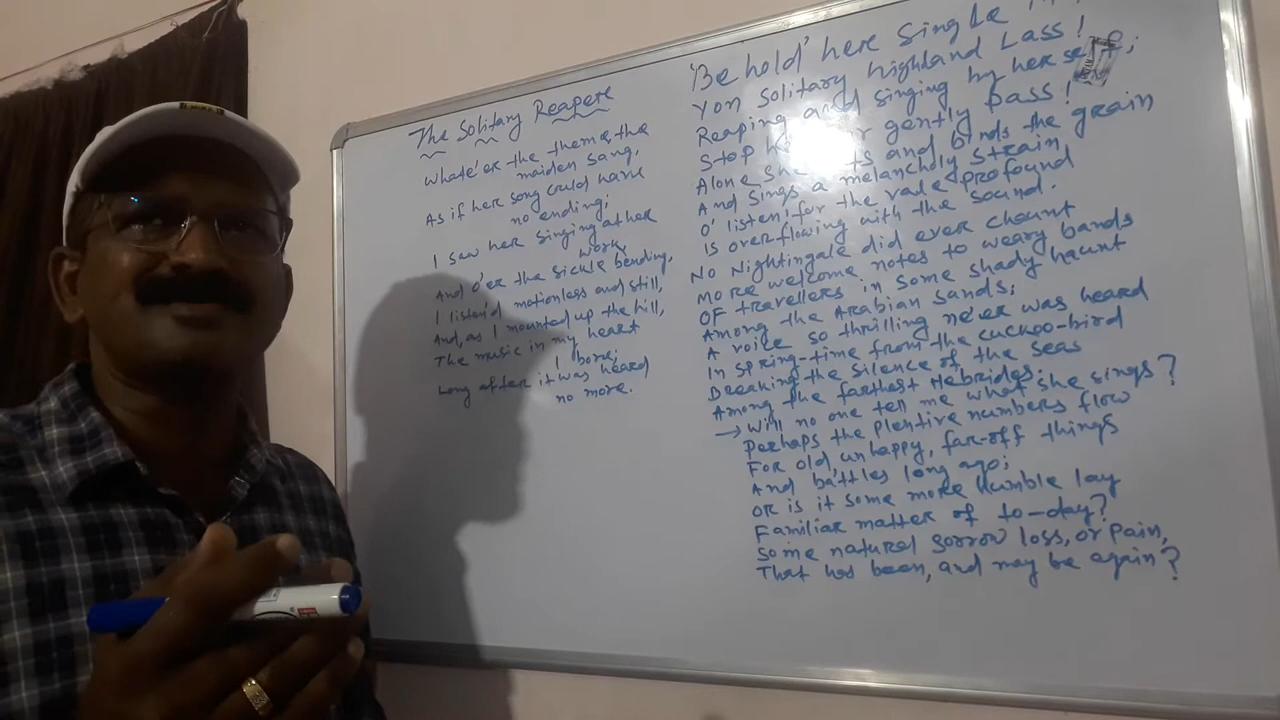 The Solitary Reaper
Whate'er the theme, the
maiden sang,
As if her song could have
no ending;
I saw her singing at her
work,
And o'er the sickle bending,
I listen'd motionless and still,
And, as I mounted up the hill,
The music in my heart
I bore;
Long after it was heard
no more.
'Behold' here single
Yon Solitary Highland Lass!
Reaping and singing by herself;
Stop or gently pass!
Alone she and binds the grain
And sings a melancholy strain
O' listen! for the vale profound
Is overflowing with the sound.
No Nightingale did ever chaunt
More welcome notes to weary bands
Of travellers in some shady haunt
Among the Arabian Sands;
A voice so thrilling ne'er was heard
In spring-time from the cuckoo-bird
Breaking the silence of the seas
Among the farthest Hebrides.
→ Will no one tell me what she sings?
Perhaps the plentive numbers flow
For old, unhappy, far-off things
And battles long ago;
Or is it some more humble lay
Familiar matter of to-day?
Some natural sorrow loss, or pain,
That has been, and may be again?